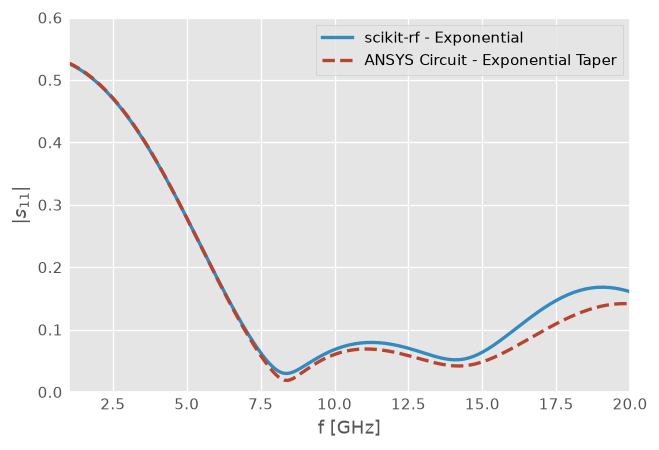 scikit-rf - Exponential
ANSYS Circuit - Exponential Taper
0.6
0.5
0.4
0.3
0.2
0.1
0.0
|s₁₁|
2.5 5.0 7.5 10.0 12.5 15.0 17.5 20.0
f [GHz]